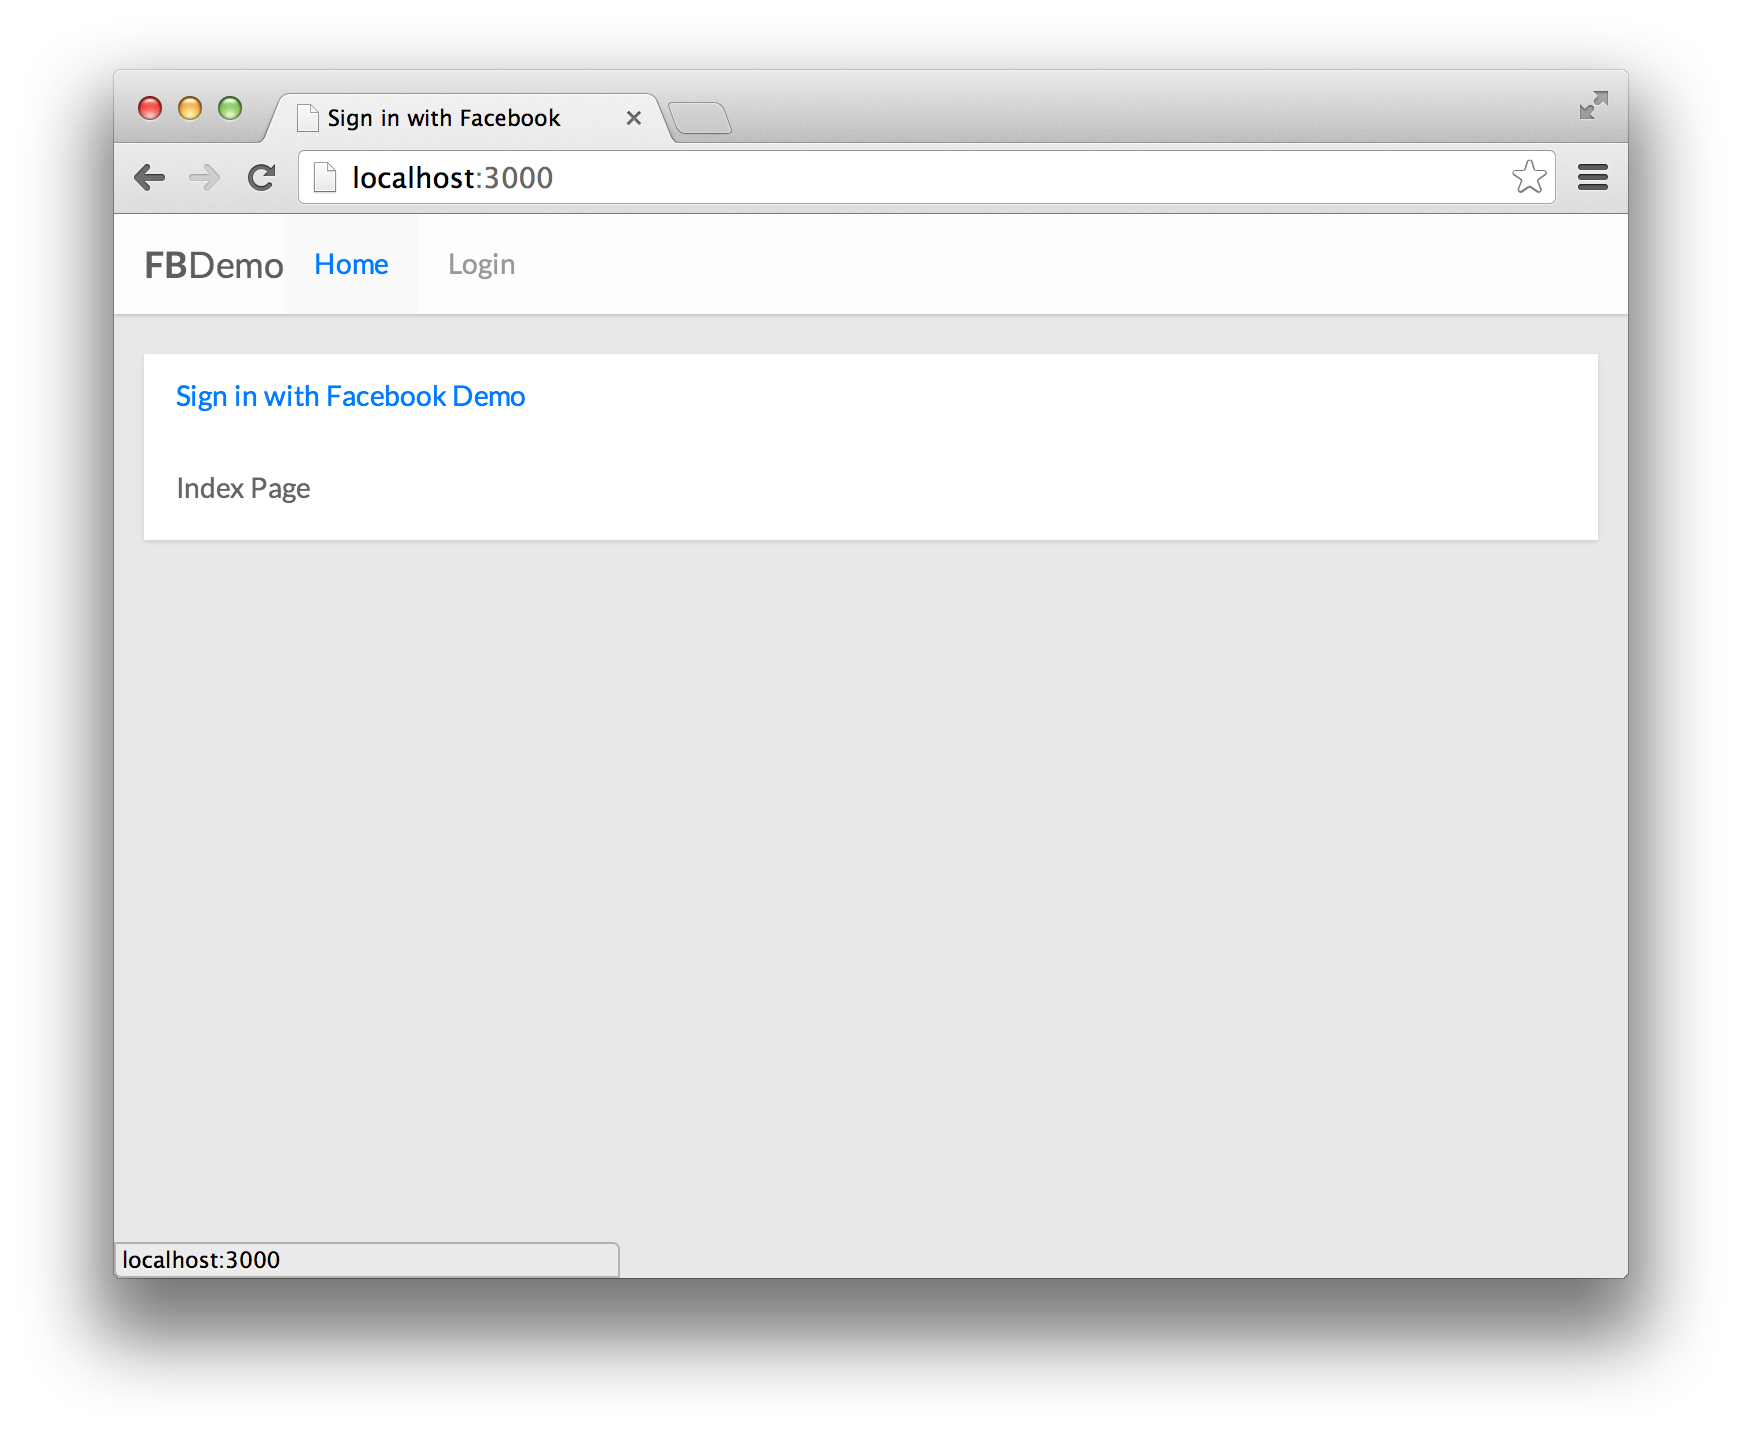 Sign in with Facebook
localhost:3000
FBDemo Home Login
Sign in with Facebook Demo
Index Page
localhost:3000